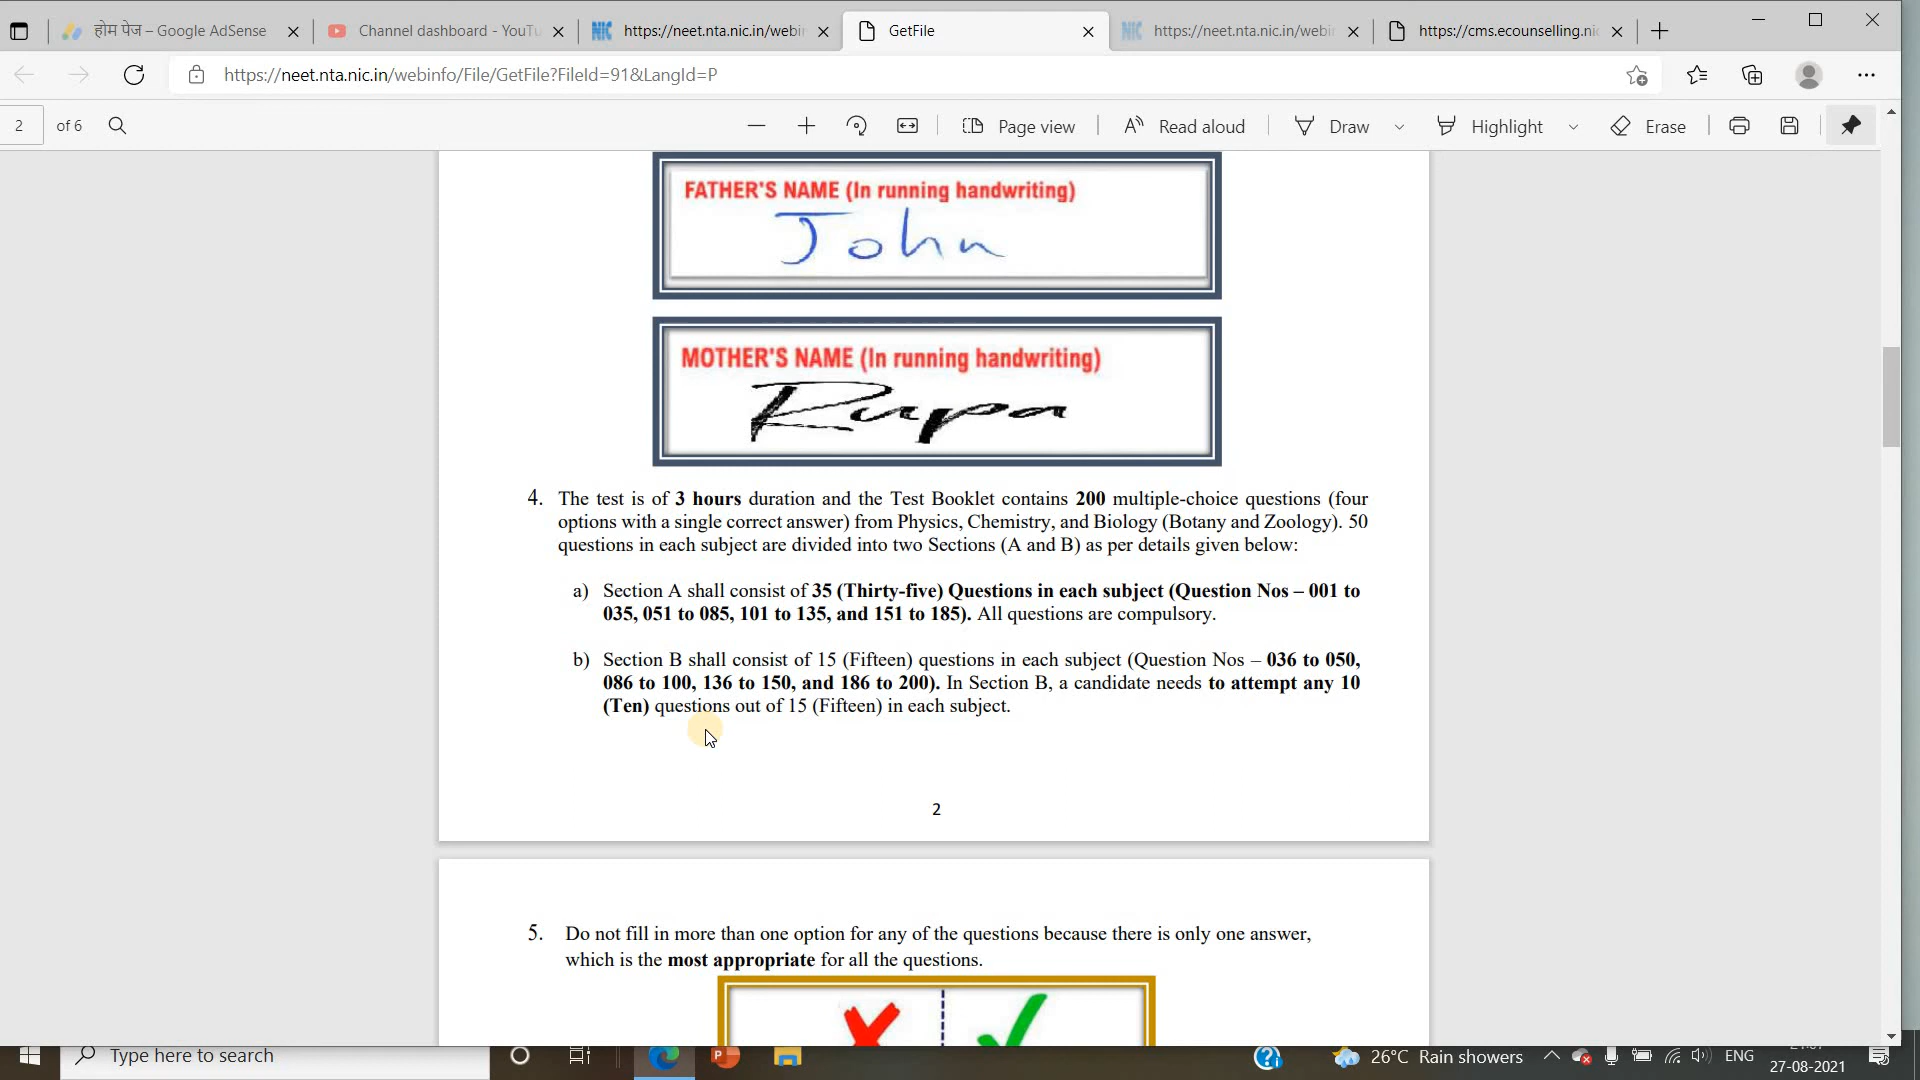 होम पेज – Google AdSense
Channel dashboard - YouTu
https://neet.nta.nic.in/webin
GetFile
https://neet.nta.nic.in/webin
https://cms.ecounselling.nic
https://neet.nta.nic.in/webinfo/File/GetFile?FileId=91&LangId=P
2 of 6
Page view
Read aloud
Draw
Highlight
Erase
FATHER'S NAME (In running handwriting)
John
MOTHER'S NAME (In running handwriting)
Rupa
4. The test is of 3 hours duration and the Test Booklet contains 200 multiple-choice questions (four
options with a single correct answer) from Physics, Chemistry, and Biology (Botany and Zoology). 50
questions in each subject are divided into two Sections (A and B) as per details given below:
a) Section A shall consist of 35 (Thirty-five) Questions in each subject (Question Nos – 001 to
035, 051 to 085, 101 to 135, and 151 to 185). All questions are compulsory.
b) Section B shall consist of 15 (Fifteen) questions in each subject (Question Nos – 036 to 050,
086 to 100, 136 to 150, and 186 to 200). In Section B, a candidate needs to attempt any 10
(Ten) questions out of 15 (Fifteen) in each subject.
2
5. Do not fill in more than one option for any of the questions because there is only one answer,
which is the most appropriate for all the questions.
Type here to search
26°C Rain showers
ENG
27-08-2021